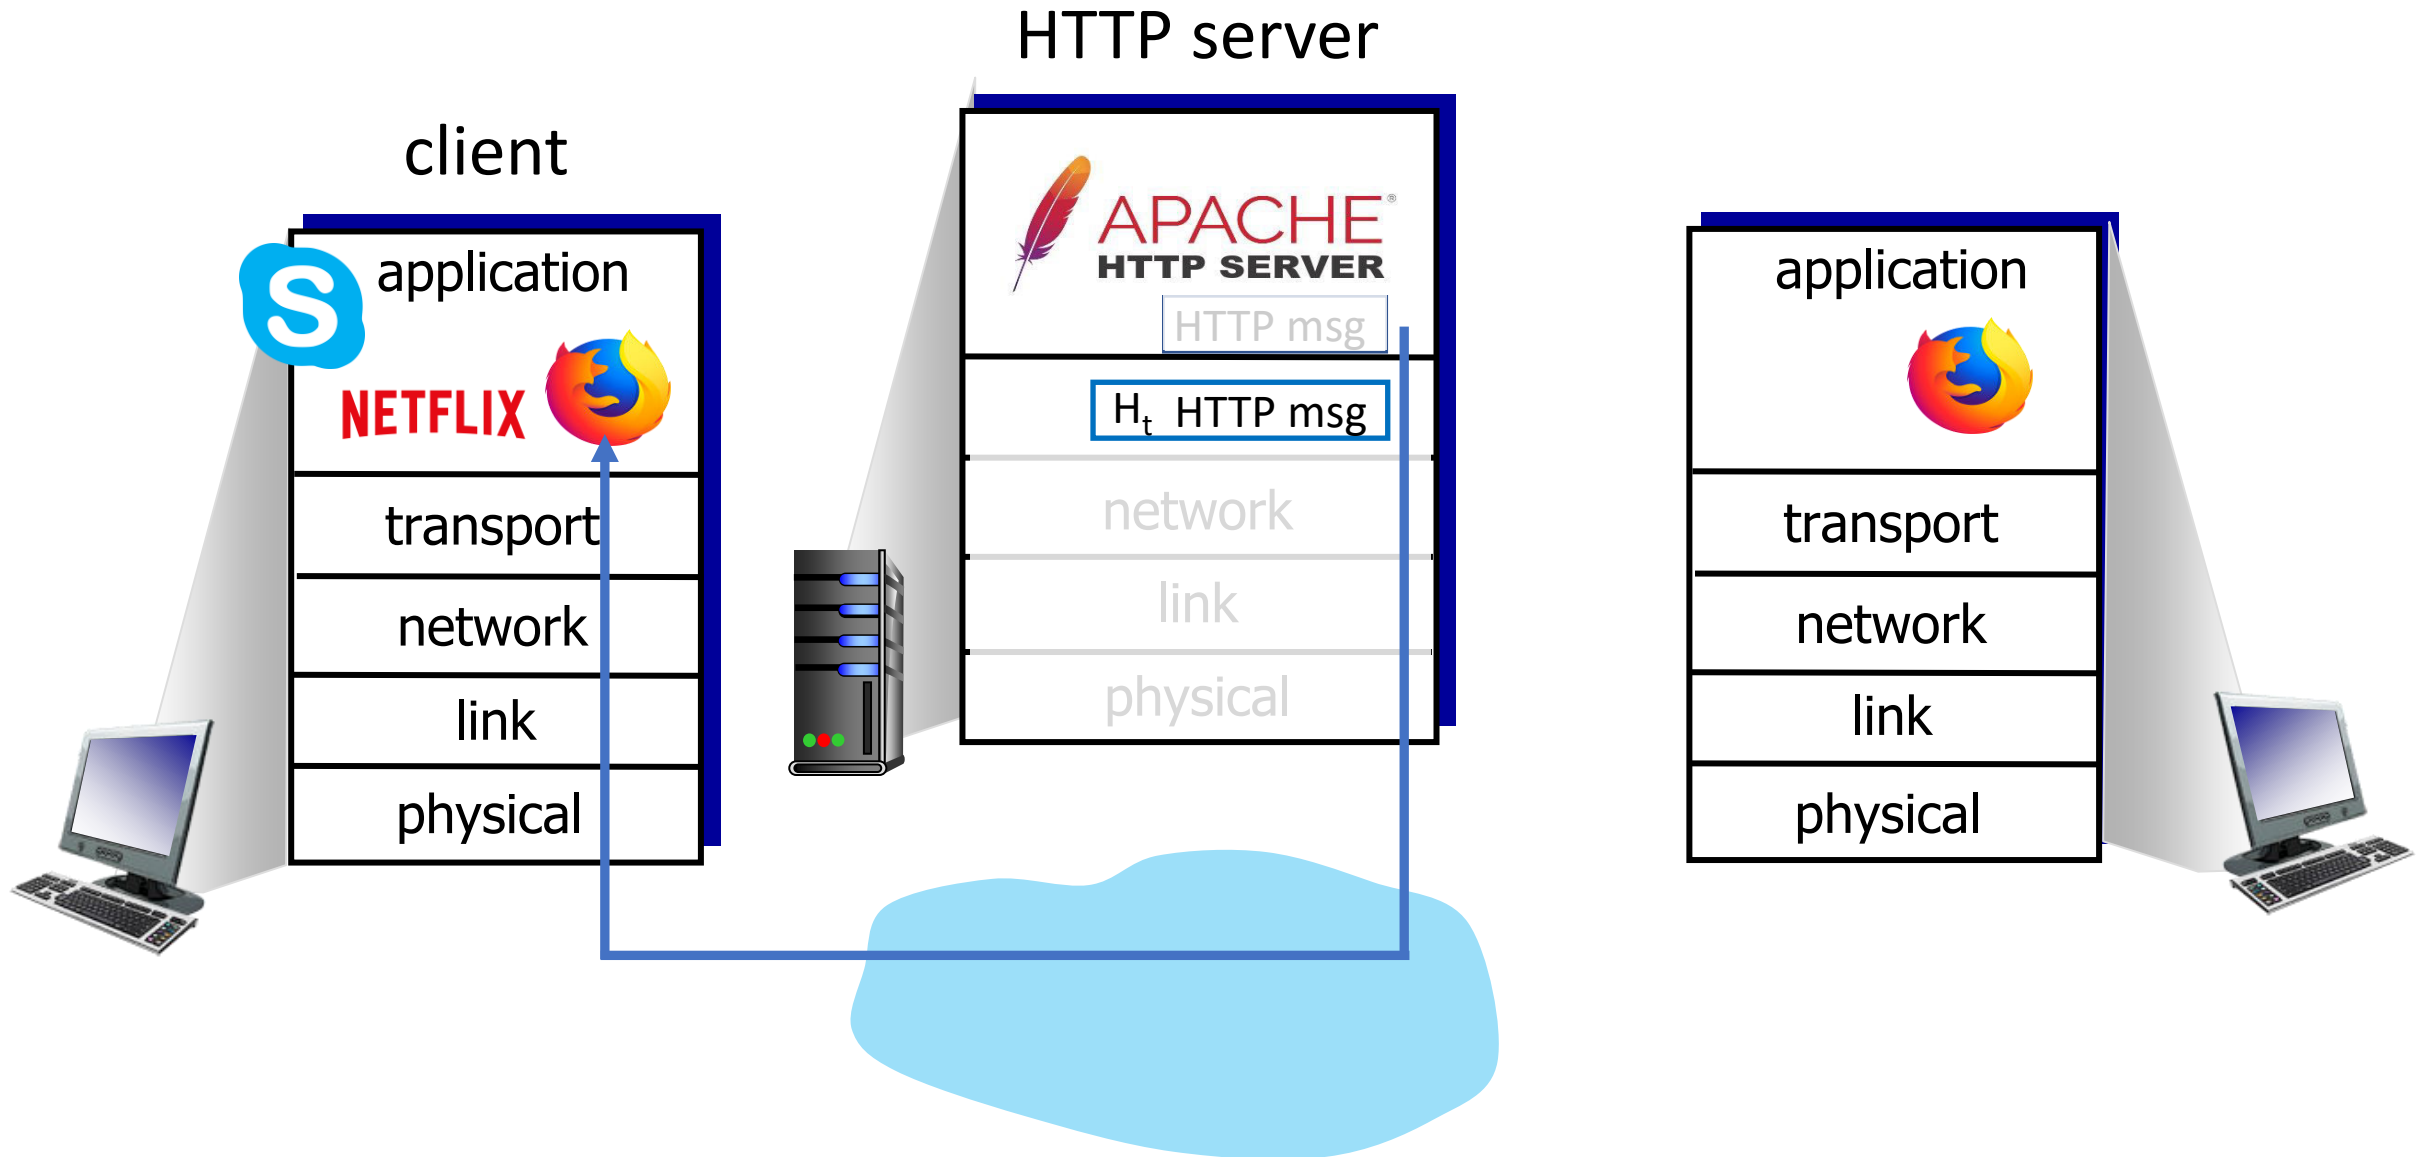 HTTP server
client
application
S
NETFLIX
transport
network
link
physical
APACHE®
HTTP SERVER
HTTP msg
Ht HTTP msg
network
link
physical
application
transport
network
link
physical